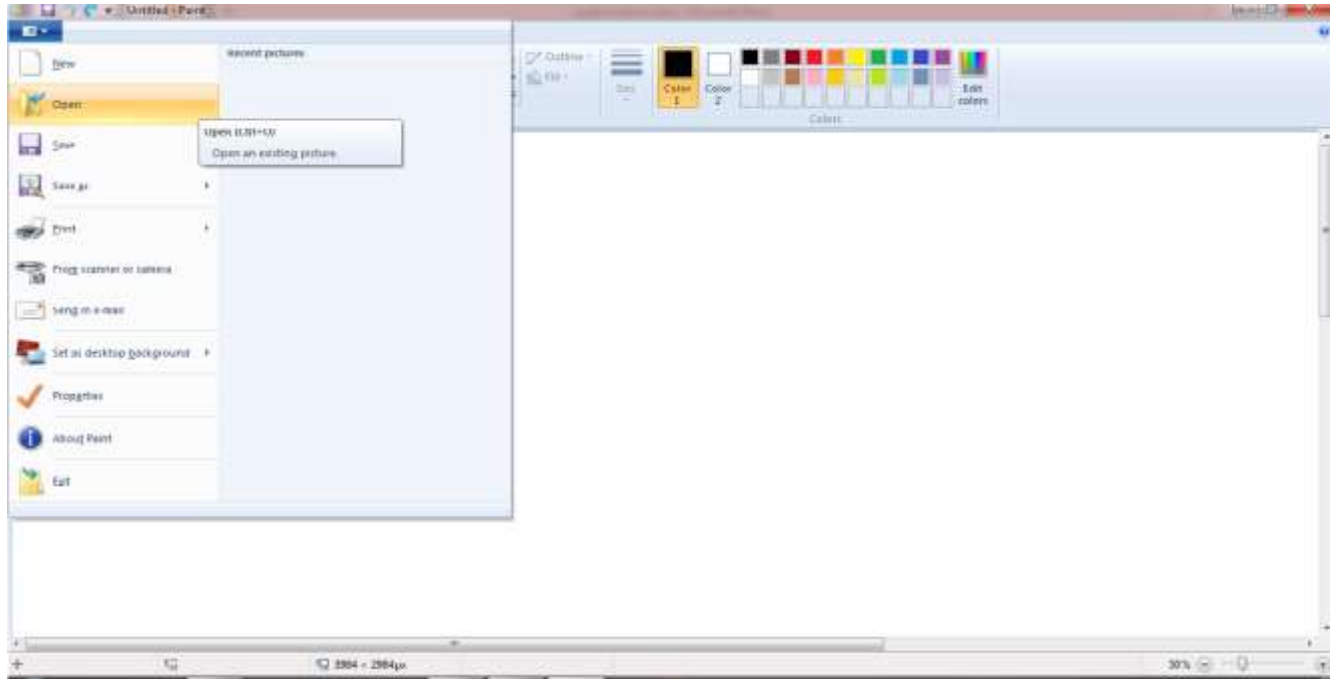 Untitled - Paint
Recent pictures
New
Open
Open (Ctrl+O)
Open an existing picture.
Save
Save as
Print
From scanner or camera
Send in e-mail
Set as desktop background
Properties
About Paint
Exit
Outline
Fill
Size
Color
1
Color
2
Edit
colors
Colors
3984 × 2984px
30%